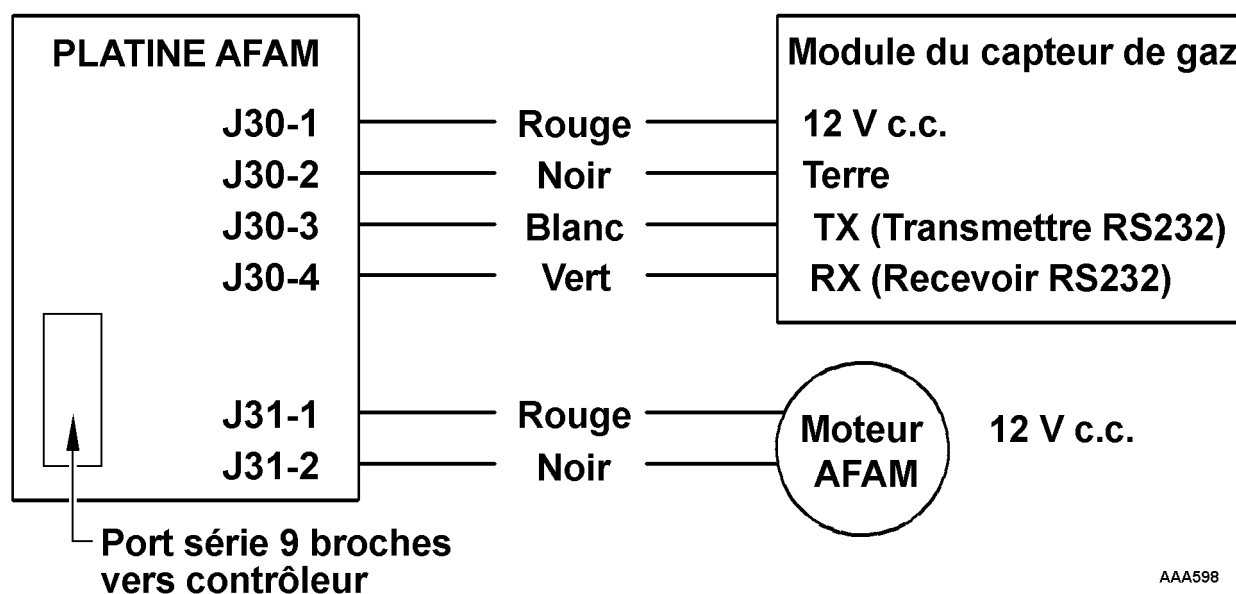 PLATINE AFAM
Module du capteur de gaz
J30-1 Rouge 12 V c.c.
J30-2 Noir Terre
J30-3 Blanc TX (Transmettre RS232)
J30-4 Vert RX (Recevoir RS232)
J31-1 Rouge
J31-2 Noir
Moteur
AFAM
12 V c.c.
Port série 9 broches
vers contrôleur
AAA598